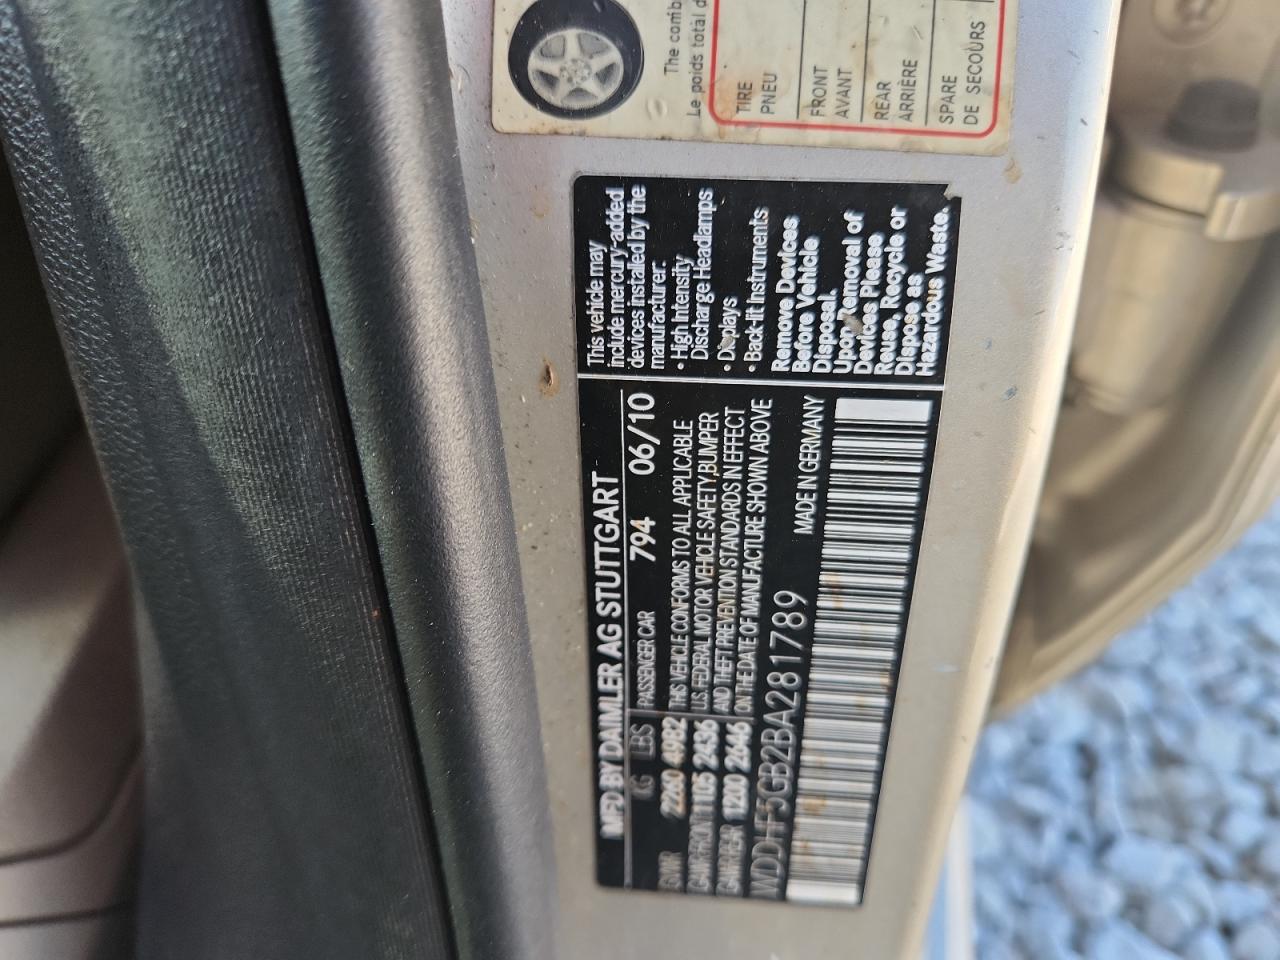 The comb
Le poids total d
TIRE
PNEU
FRONT
AVANT
REAR
ARRIÈRE
SPARE
DE SECOURS
This vehicle may
include mercury-added
devices installed by the
manufacturer:
• High Intensity
Discharge Headlamps
• Displays
• Back-lit Instruments
Remove Devices
Before Vehicle
Disposal.
Upon Removal of
Devices Please
Reuse, Recycle or
Dispose as
Hazardous Waste.
MFD BY DAIMLER AG STUTTGART
KG LBS PASSENGER CAR 794 06/10
GVWR 2260 4982
GAWR FRONT 1105 2436
GAWR REAR 1200 2646
THIS VEHICLE CONFORMS TO ALL APPLICABLE
U.S. FEDERAL MOTOR VEHICLE SAFETY, BUMPER
AND THEFT PREVENTION STANDARDS IN EFFECT
ON THE DATE OF MANUFACTURE SHOWN ABOVE
WDDHF5GB2BA281789 MADE IN GERMANY